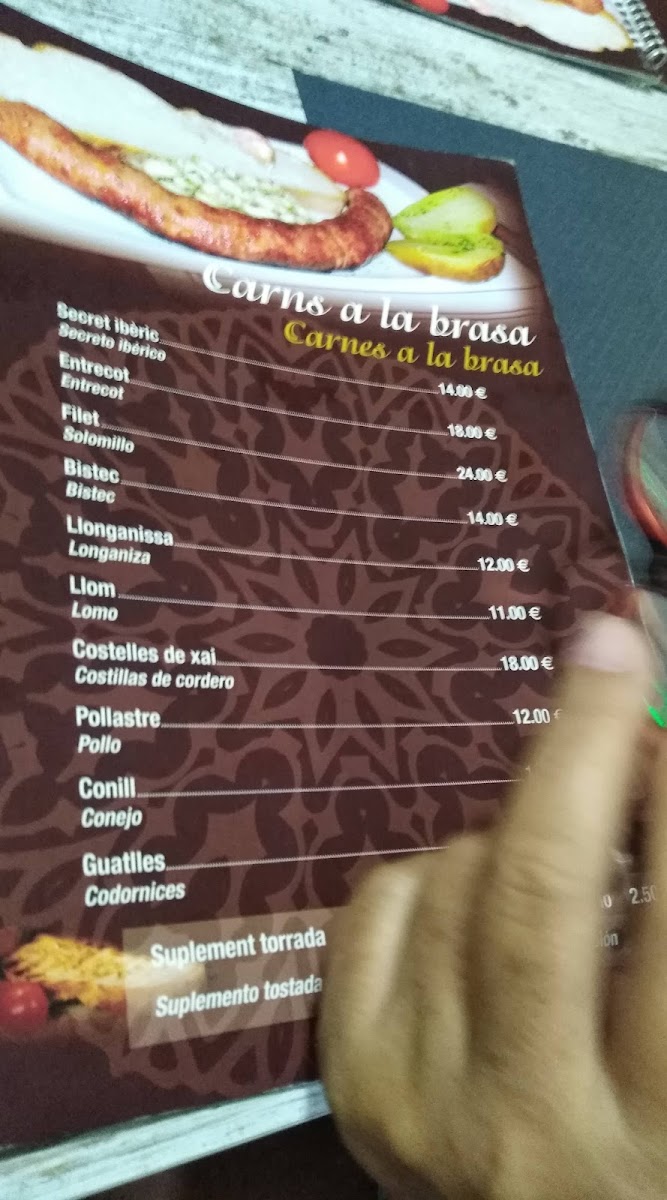 Carns a la brasa
Carnes a la brasa
Secret ibèric 14.00 €
Secreto ibérico
Entrecot 18.00 €
Entrecot
Filet 24.00 €
Solomillo
Bistec 14.00 €
Bistec
Llonganissa 12.00 €
Longaniza
Llom 11.00 €
Lomo
Costelles de xai 18.00 €
Costillas de cordero
Pollastre 12.00 €
Pollo
Conill
Conejo
Guatlles
Codornices
Suplement torrada
Suplemento tostada